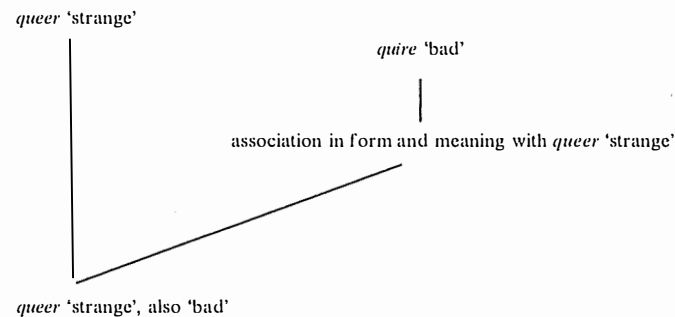 queer ‘strange’
quire ‘bad’
association in form and meaning with queer ‘strange’
queer ‘strange’, also ‘bad’